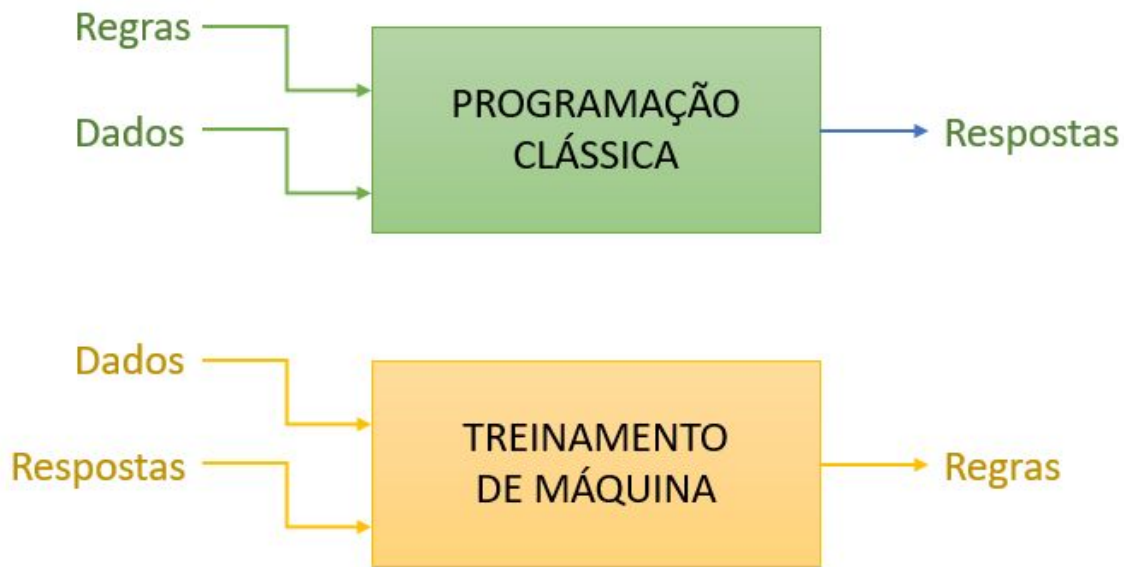 Regras
Dados
PROGRAMAÇÃO
CLÁSSICA
Respostas
Dados
Respostas
TREINAMENTO
DE MÁQUINA
Regras